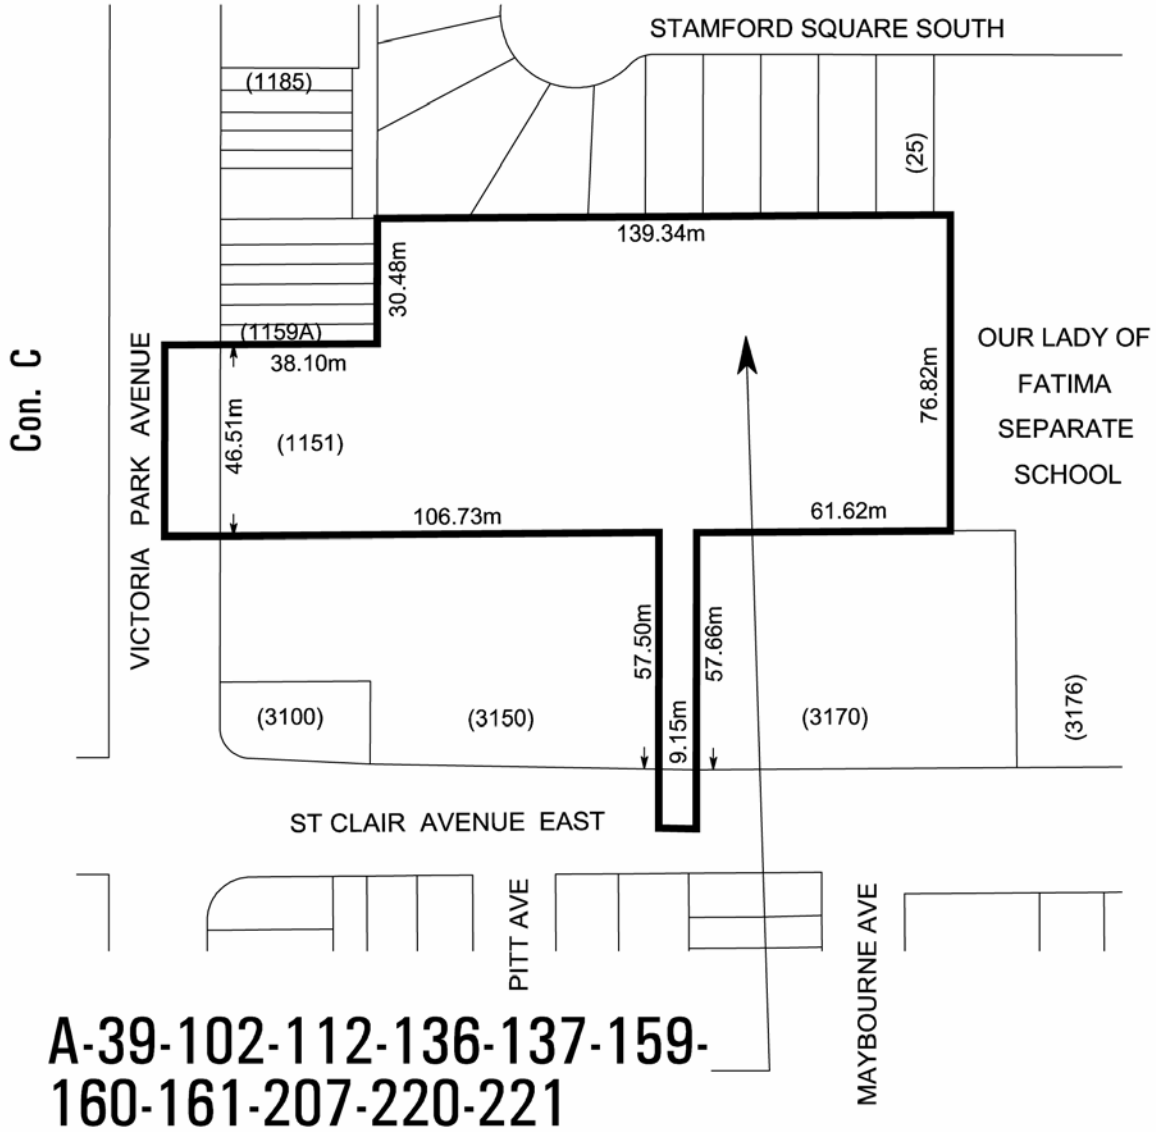 STAMFORD SQUARE SOUTH
(1185)
(25)
139.34m
30.48m
(1159A)
38.10m
OUR LADY OF
FATIMA
SEPARATE
SCHOOL
76.82m
Con. C
VICTORIA PARK AVENUE
46.51m
(1151)
106.73m
61.62m
57.50m
57.66m
9.15m
(3100)
(3150)
(3170)
(3176)
ST CLAIR AVENUE EAST
PITT AVE
MAYBOURNE AVE
A-39-102-112-136-137-159-
160-161-207-220-221